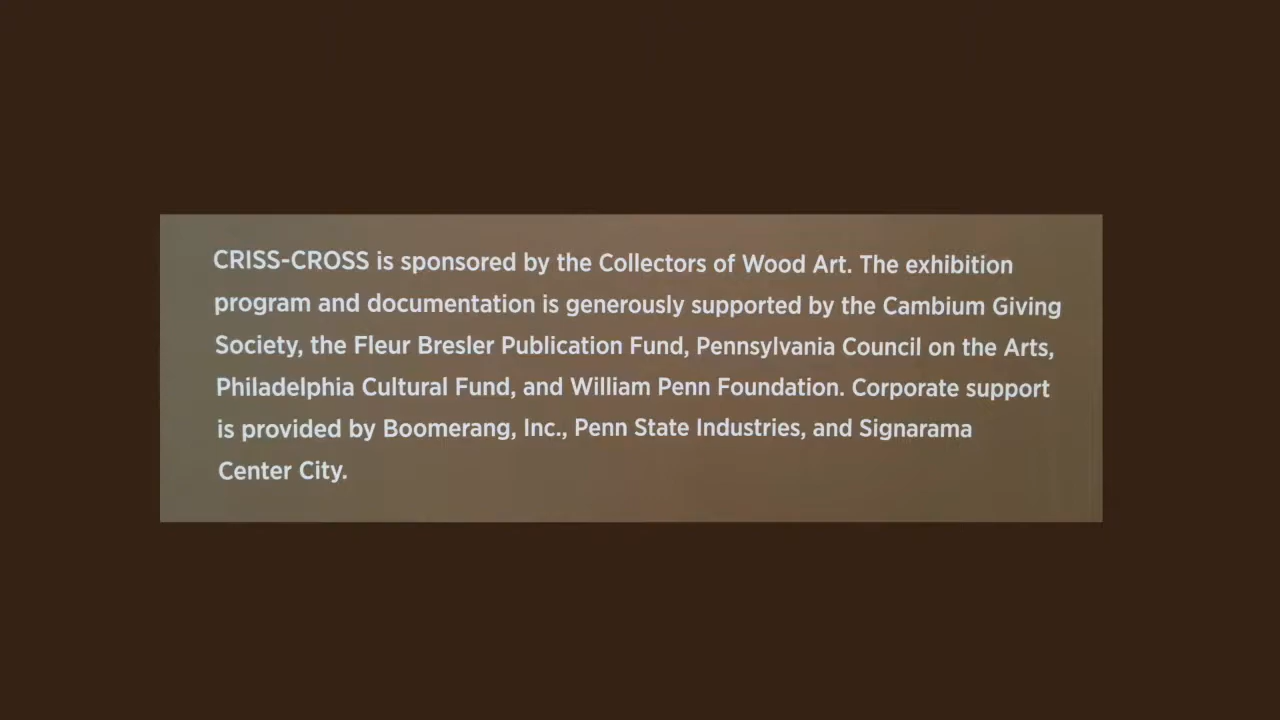 CRISS-CROSS is sponsored by the Collectors of Wood Art. The exhibition
program and documentation is generously supported by the Cambium Giving
Society, the Fleur Bresler Publication Fund, Pennsylvania Council on the Arts,
Philadelphia Cultural Fund, and William Penn Foundation. Corporate support
is provided by Boomerang, Inc., Penn State Industries, and Signarama
Center City.